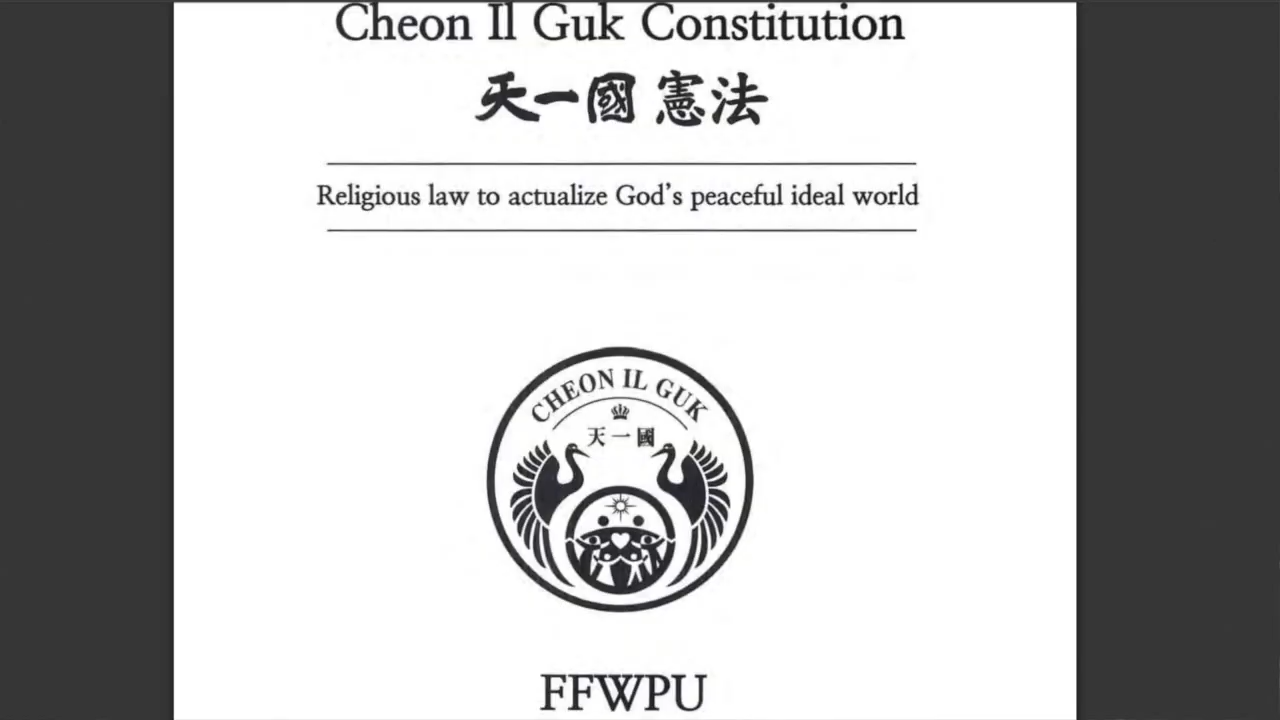 Cheon Il Guk Constitution
天一國 憲法
Religious law to actualize God's peaceful ideal world
CHEON IL GUK
天一國
FFWPU